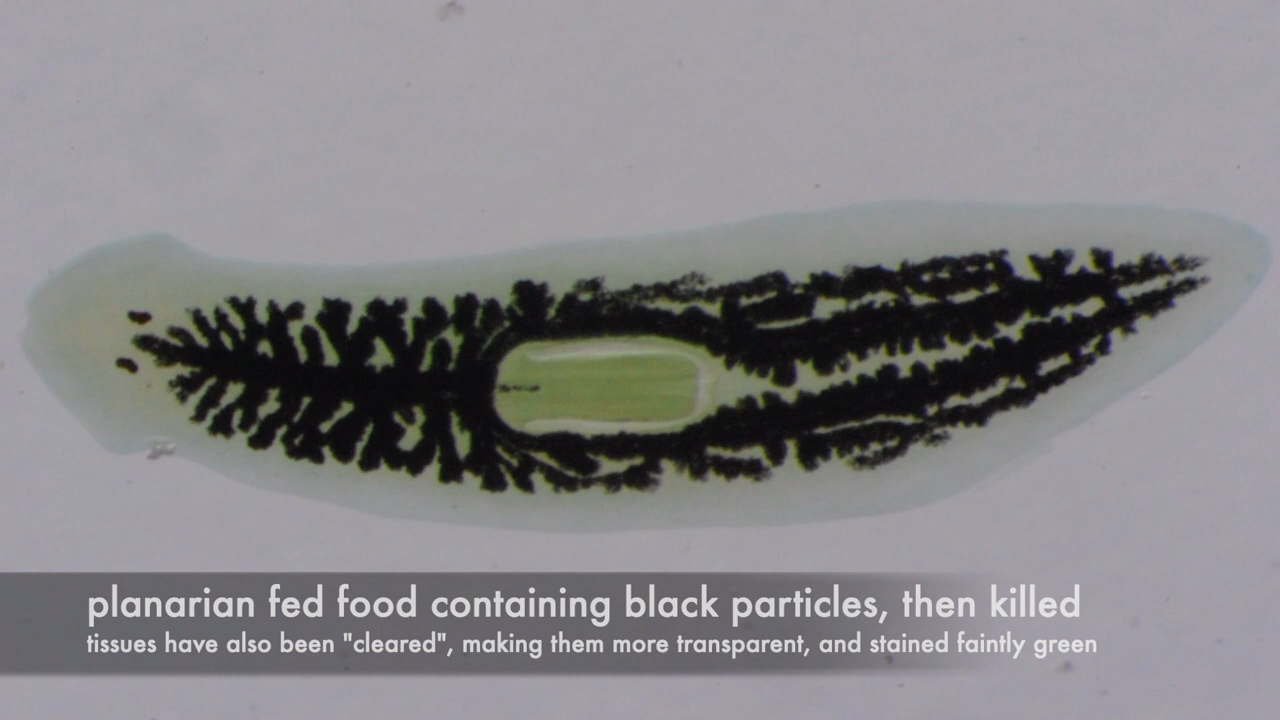 planarian fed food containing black particles, then killed
tissues have also been "cleared", making them more transparent, and stained faintly green